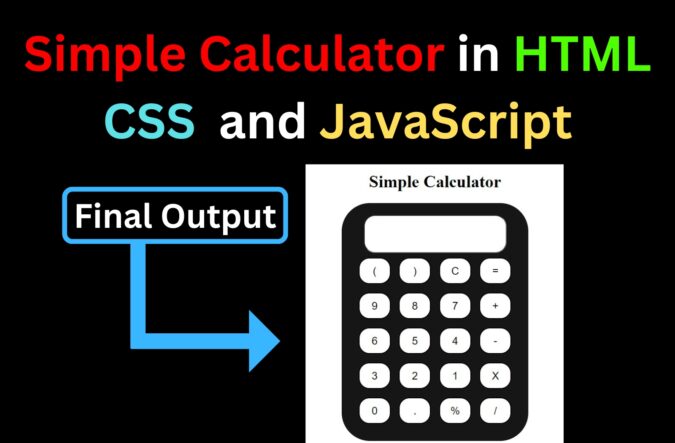 Simple Calculator in HTML
CSS and JavaScript
Final Output
Simple Calculator
( ) C =
9 8 7 +
6 5 4 -
3 2 1 X
0 . % /